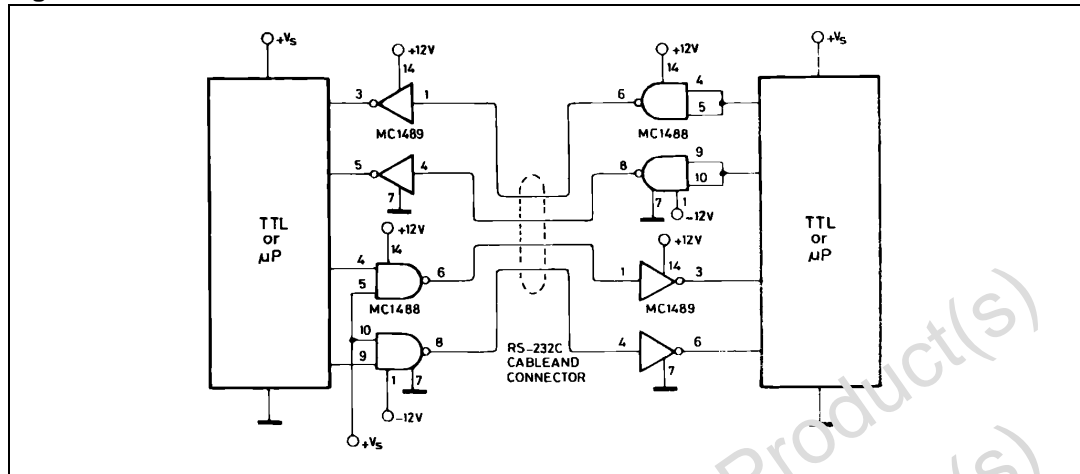 +Vs
+12V
+12V
+Vs
14
14
3
1
6
4
5
MC1489
MC1488
5
4
8
9
10
7
7
1
-12V
TTL
or
µP
+12V
14
+12V
14
TTL
or
µP
4
5
6
1
3
MC1488
MC1489
10
9
8
4
6
1
7
7
RS-232C
CABLEAND
CONNECTOR
-12V
+Vs
Product(s)
(s)